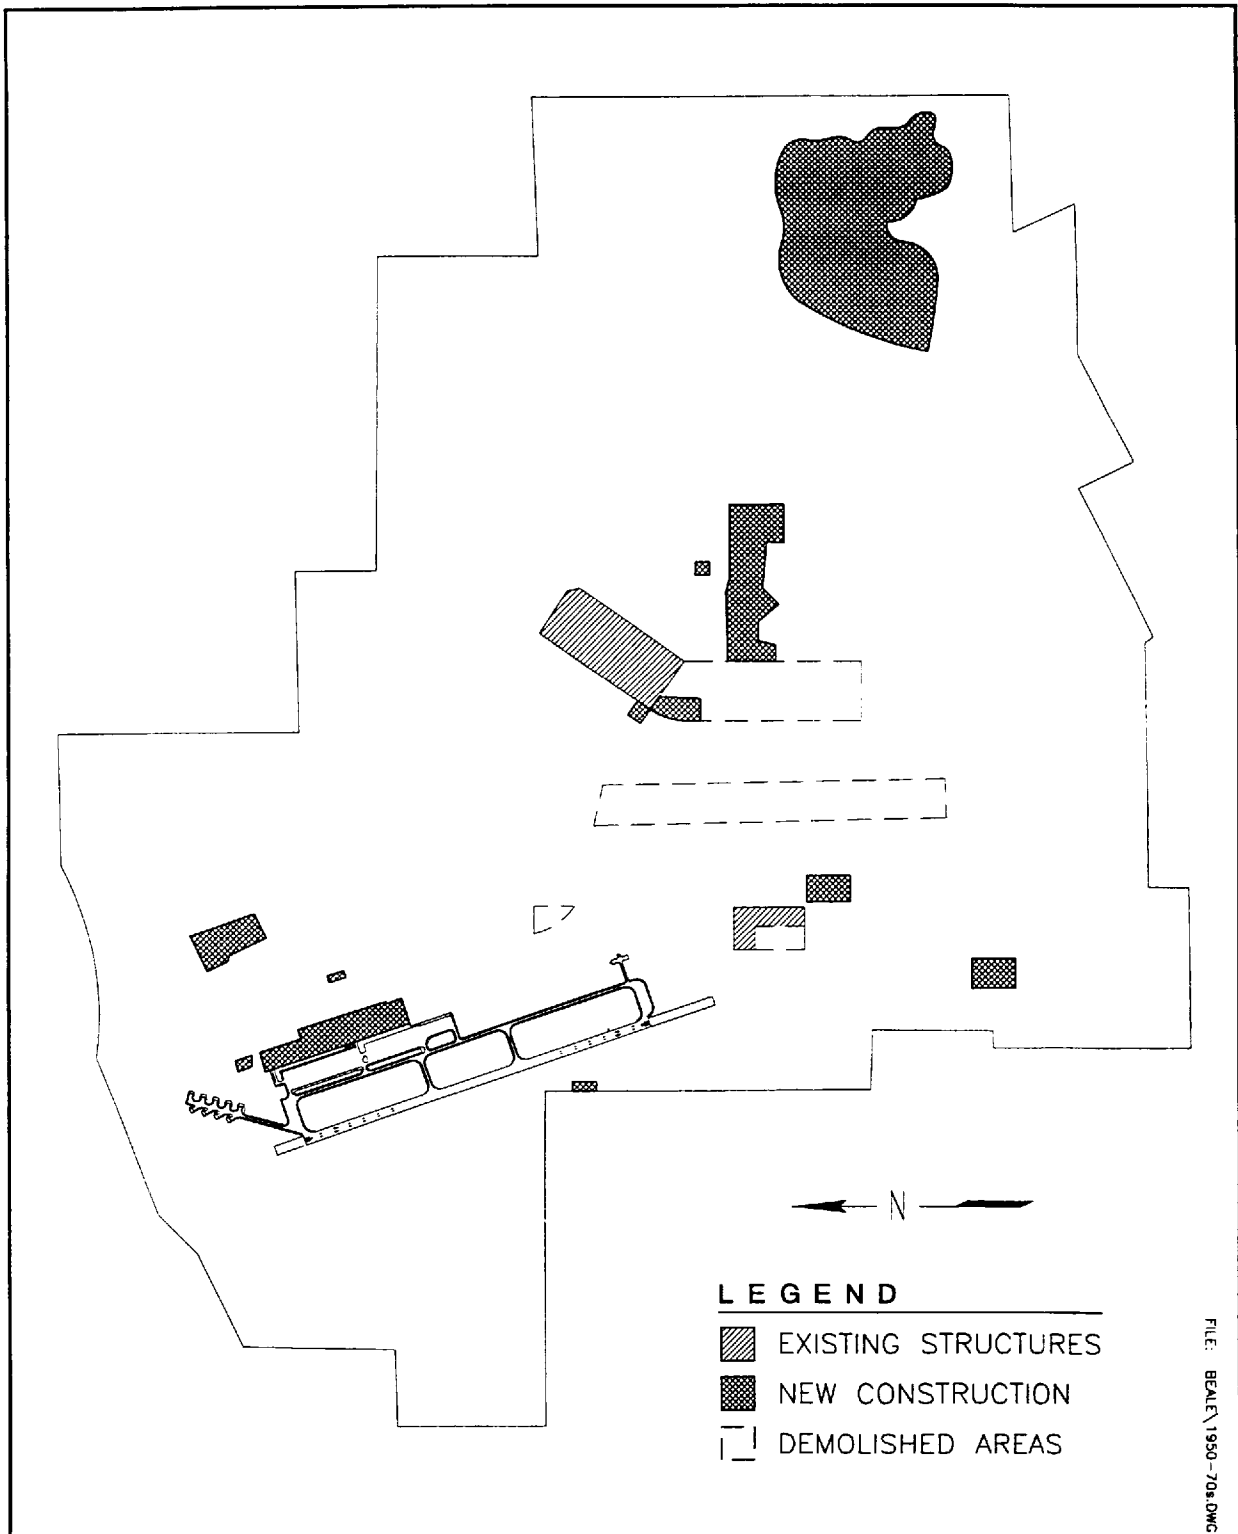 N
LEGEND
EXISTING STRUCTURES
NEW CONSTRUCTION
DEMOLISHED AREAS
FILE: BEALE\1950-70s.DWG